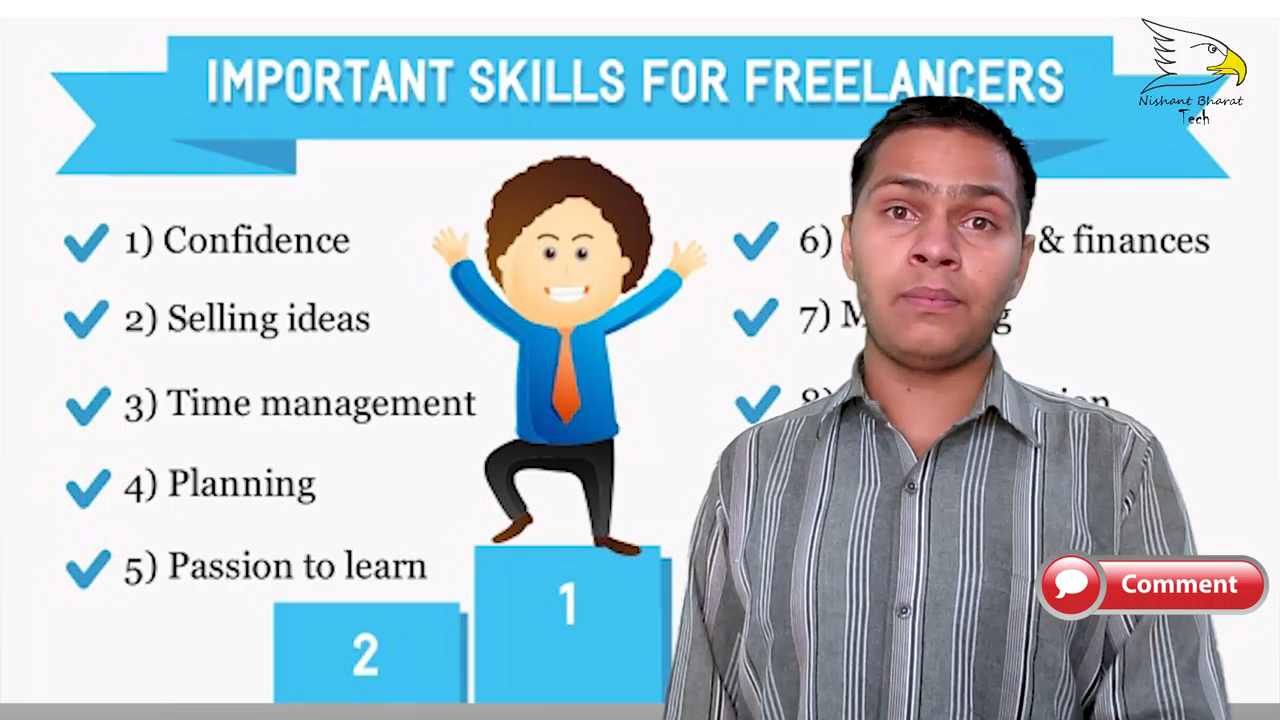 IMPORTANT SKILLS FOR FREELANCERS
Nishant Bharat
Tech
1) Confidence
2) Selling ideas
3) Time management
4) Planning
5) Passion to learn
6) & finances
7)
8)
Comment
1
2